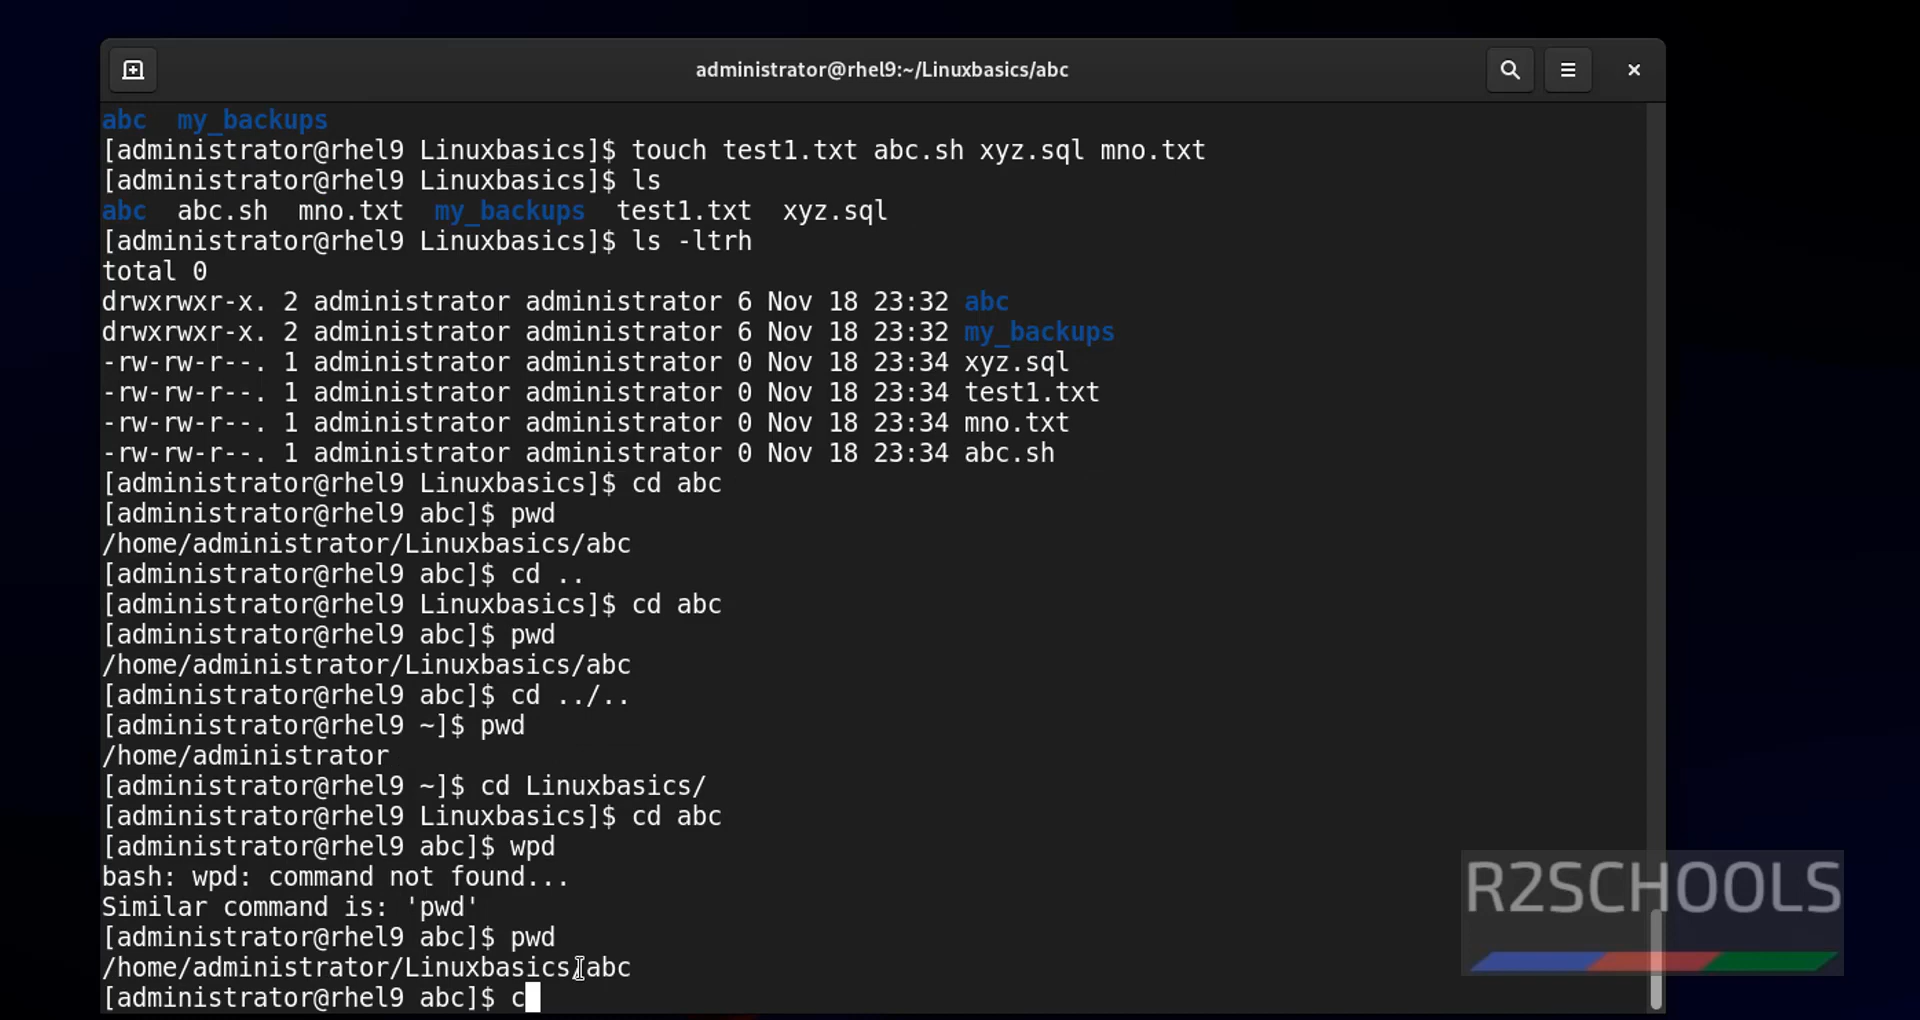 administrator@rhel9:~/Linuxbasics/abc
abc  my_backups
[administrator@rhel9 Linuxbasics]$ touch test1.txt abc.sh xyz.sql mno.txt
[administrator@rhel9 Linuxbasics]$ ls
abc  abc.sh  mno.txt  my_backups  test1.txt  xyz.sql
[administrator@rhel9 Linuxbasics]$ ls -ltrh
total 0
drwxrwxr-x. 2 administrator administrator 6 Nov 18 23:32 abc
drwxrwxr-x. 2 administrator administrator 6 Nov 18 23:32 my_backups
-rw-rw-r--. 1 administrator administrator 0 Nov 18 23:34 xyz.sql
-rw-rw-r--. 1 administrator administrator 0 Nov 18 23:34 test1.txt
-rw-rw-r--. 1 administrator administrator 0 Nov 18 23:34 mno.txt
-rw-rw-r--. 1 administrator administrator 0 Nov 18 23:34 abc.sh
[administrator@rhel9 Linuxbasics]$ cd abc
[administrator@rhel9 abc]$ pwd
/home/administrator/Linuxbasics/abc
[administrator@rhel9 abc]$ cd ..
[administrator@rhel9 Linuxbasics]$ cd abc
[administrator@rhel9 abc]$ pwd
/home/administrator/Linuxbasics/abc
[administrator@rhel9 abc]$ cd ../..
[administrator@rhel9 ~]$ pwd
/home/administrator
[administrator@rhel9 ~]$ cd Linuxbasics/
[administrator@rhel9 Linuxbasics]$ cd abc
[administrator@rhel9 abc]$ wpd
bash: wpd: command not found...
Similar command is: 'pwd'
[administrator@rhel9 abc]$ pwd
/home/administrator/Linuxbasics/abc
[administrator@rhel9 abc]$ c
R2SCHOOLS